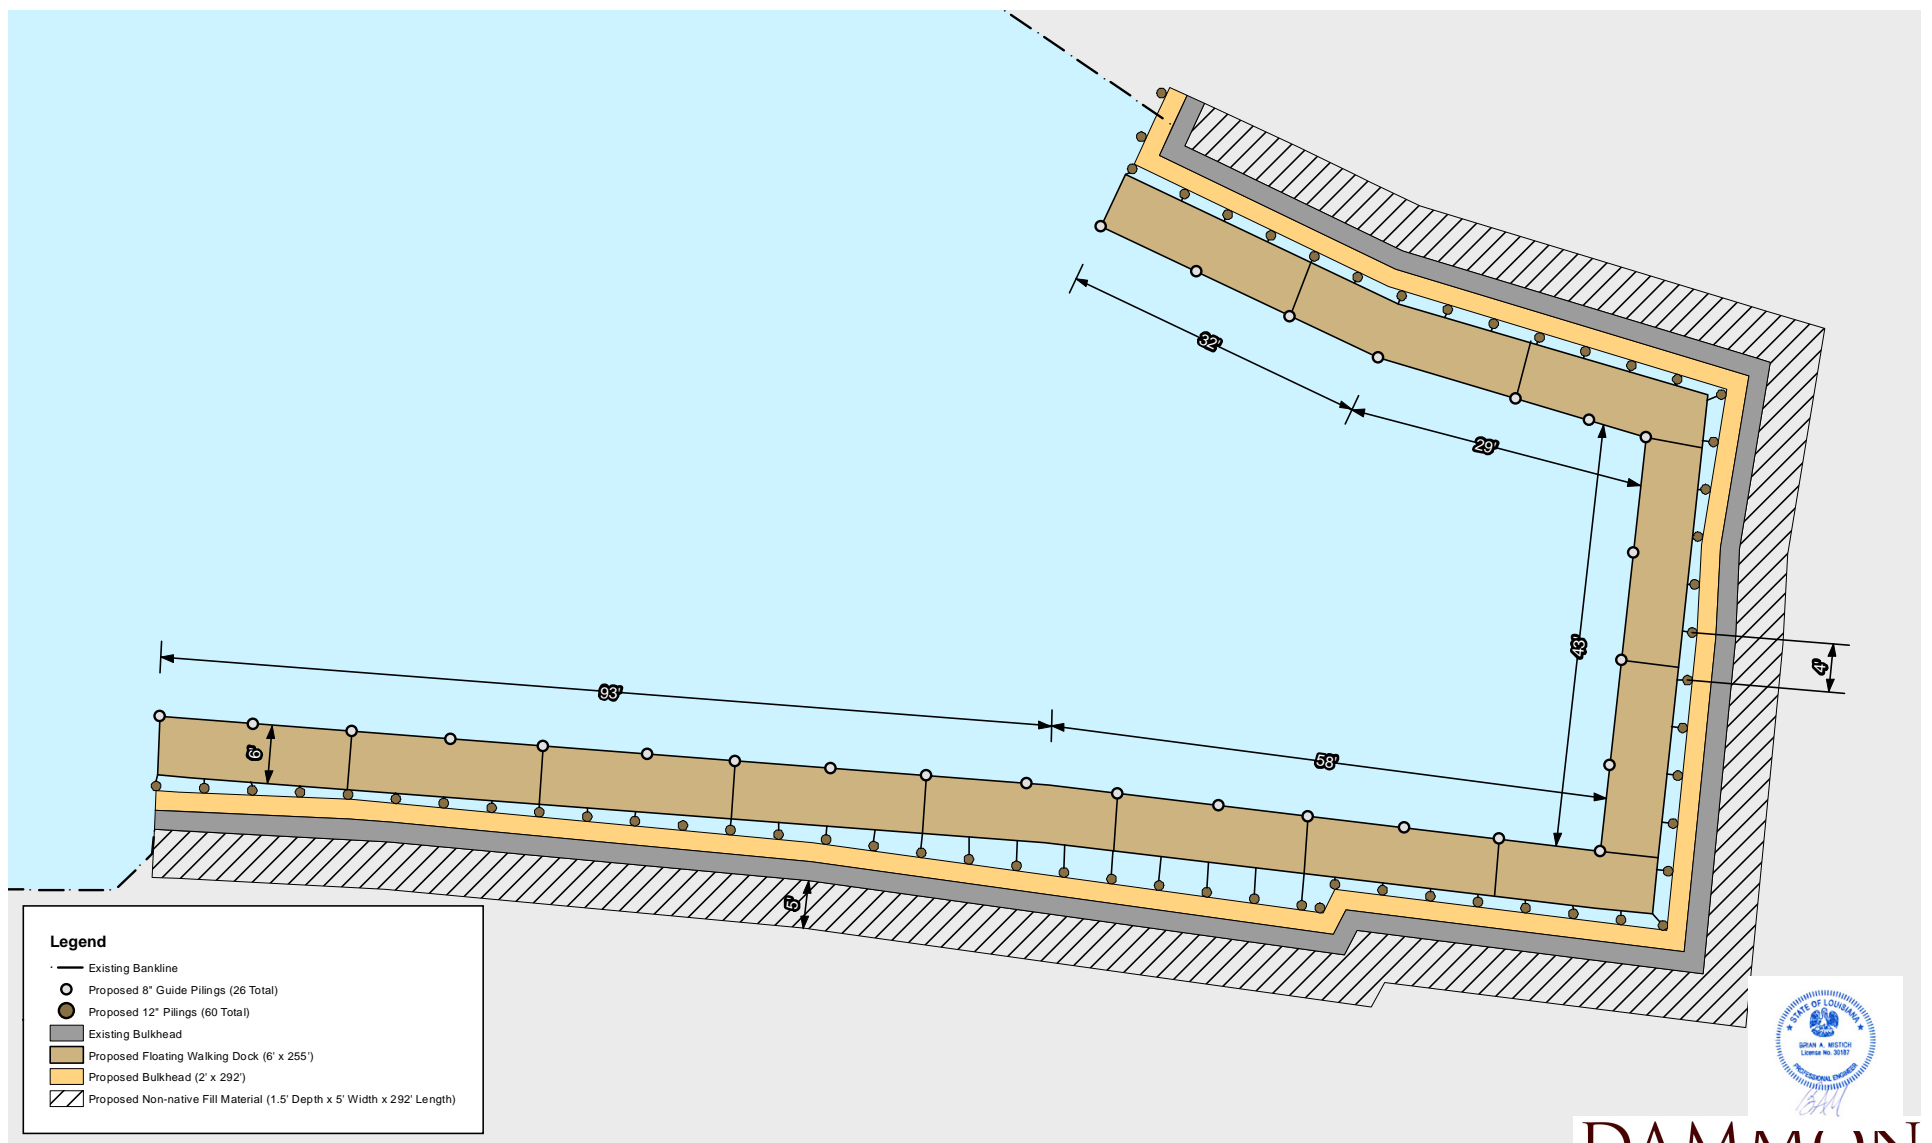 32'
29'
43'
4'
93'
6'
58'
5'
Legend
Existing Bankline
Proposed 8" Guide Pilings (26 Total)
Proposed 12" Pilings (60 Total)
Existing Bulkhead
Proposed Floating Walking Dock (6' x 255')
Proposed Bulkhead (2' x 292')
Proposed Non-native Fill Material (1.5' Depth x 5' Width x 292' Length)
STATE OF LOUISIANA
BRIAN A. MISTICH
License No. 30187
PROFESSIONAL ENGINEER
BAM
DAMMON